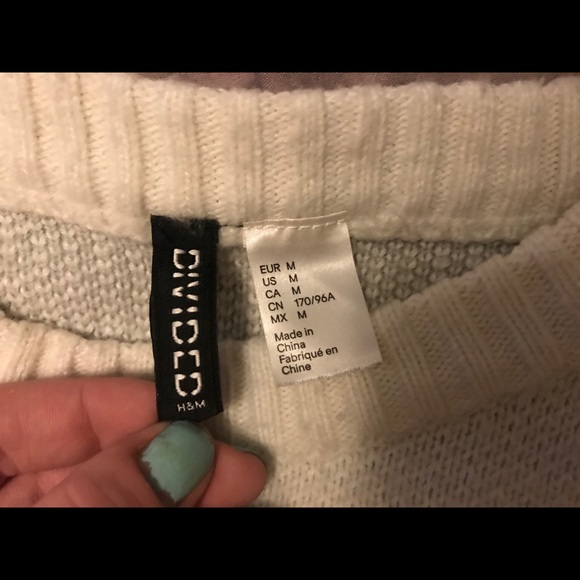 DIVIDED
H&M
EUR M
US M
CA M
CN 170/96A
MX M
Made in
China
Fabriqué en
Chine